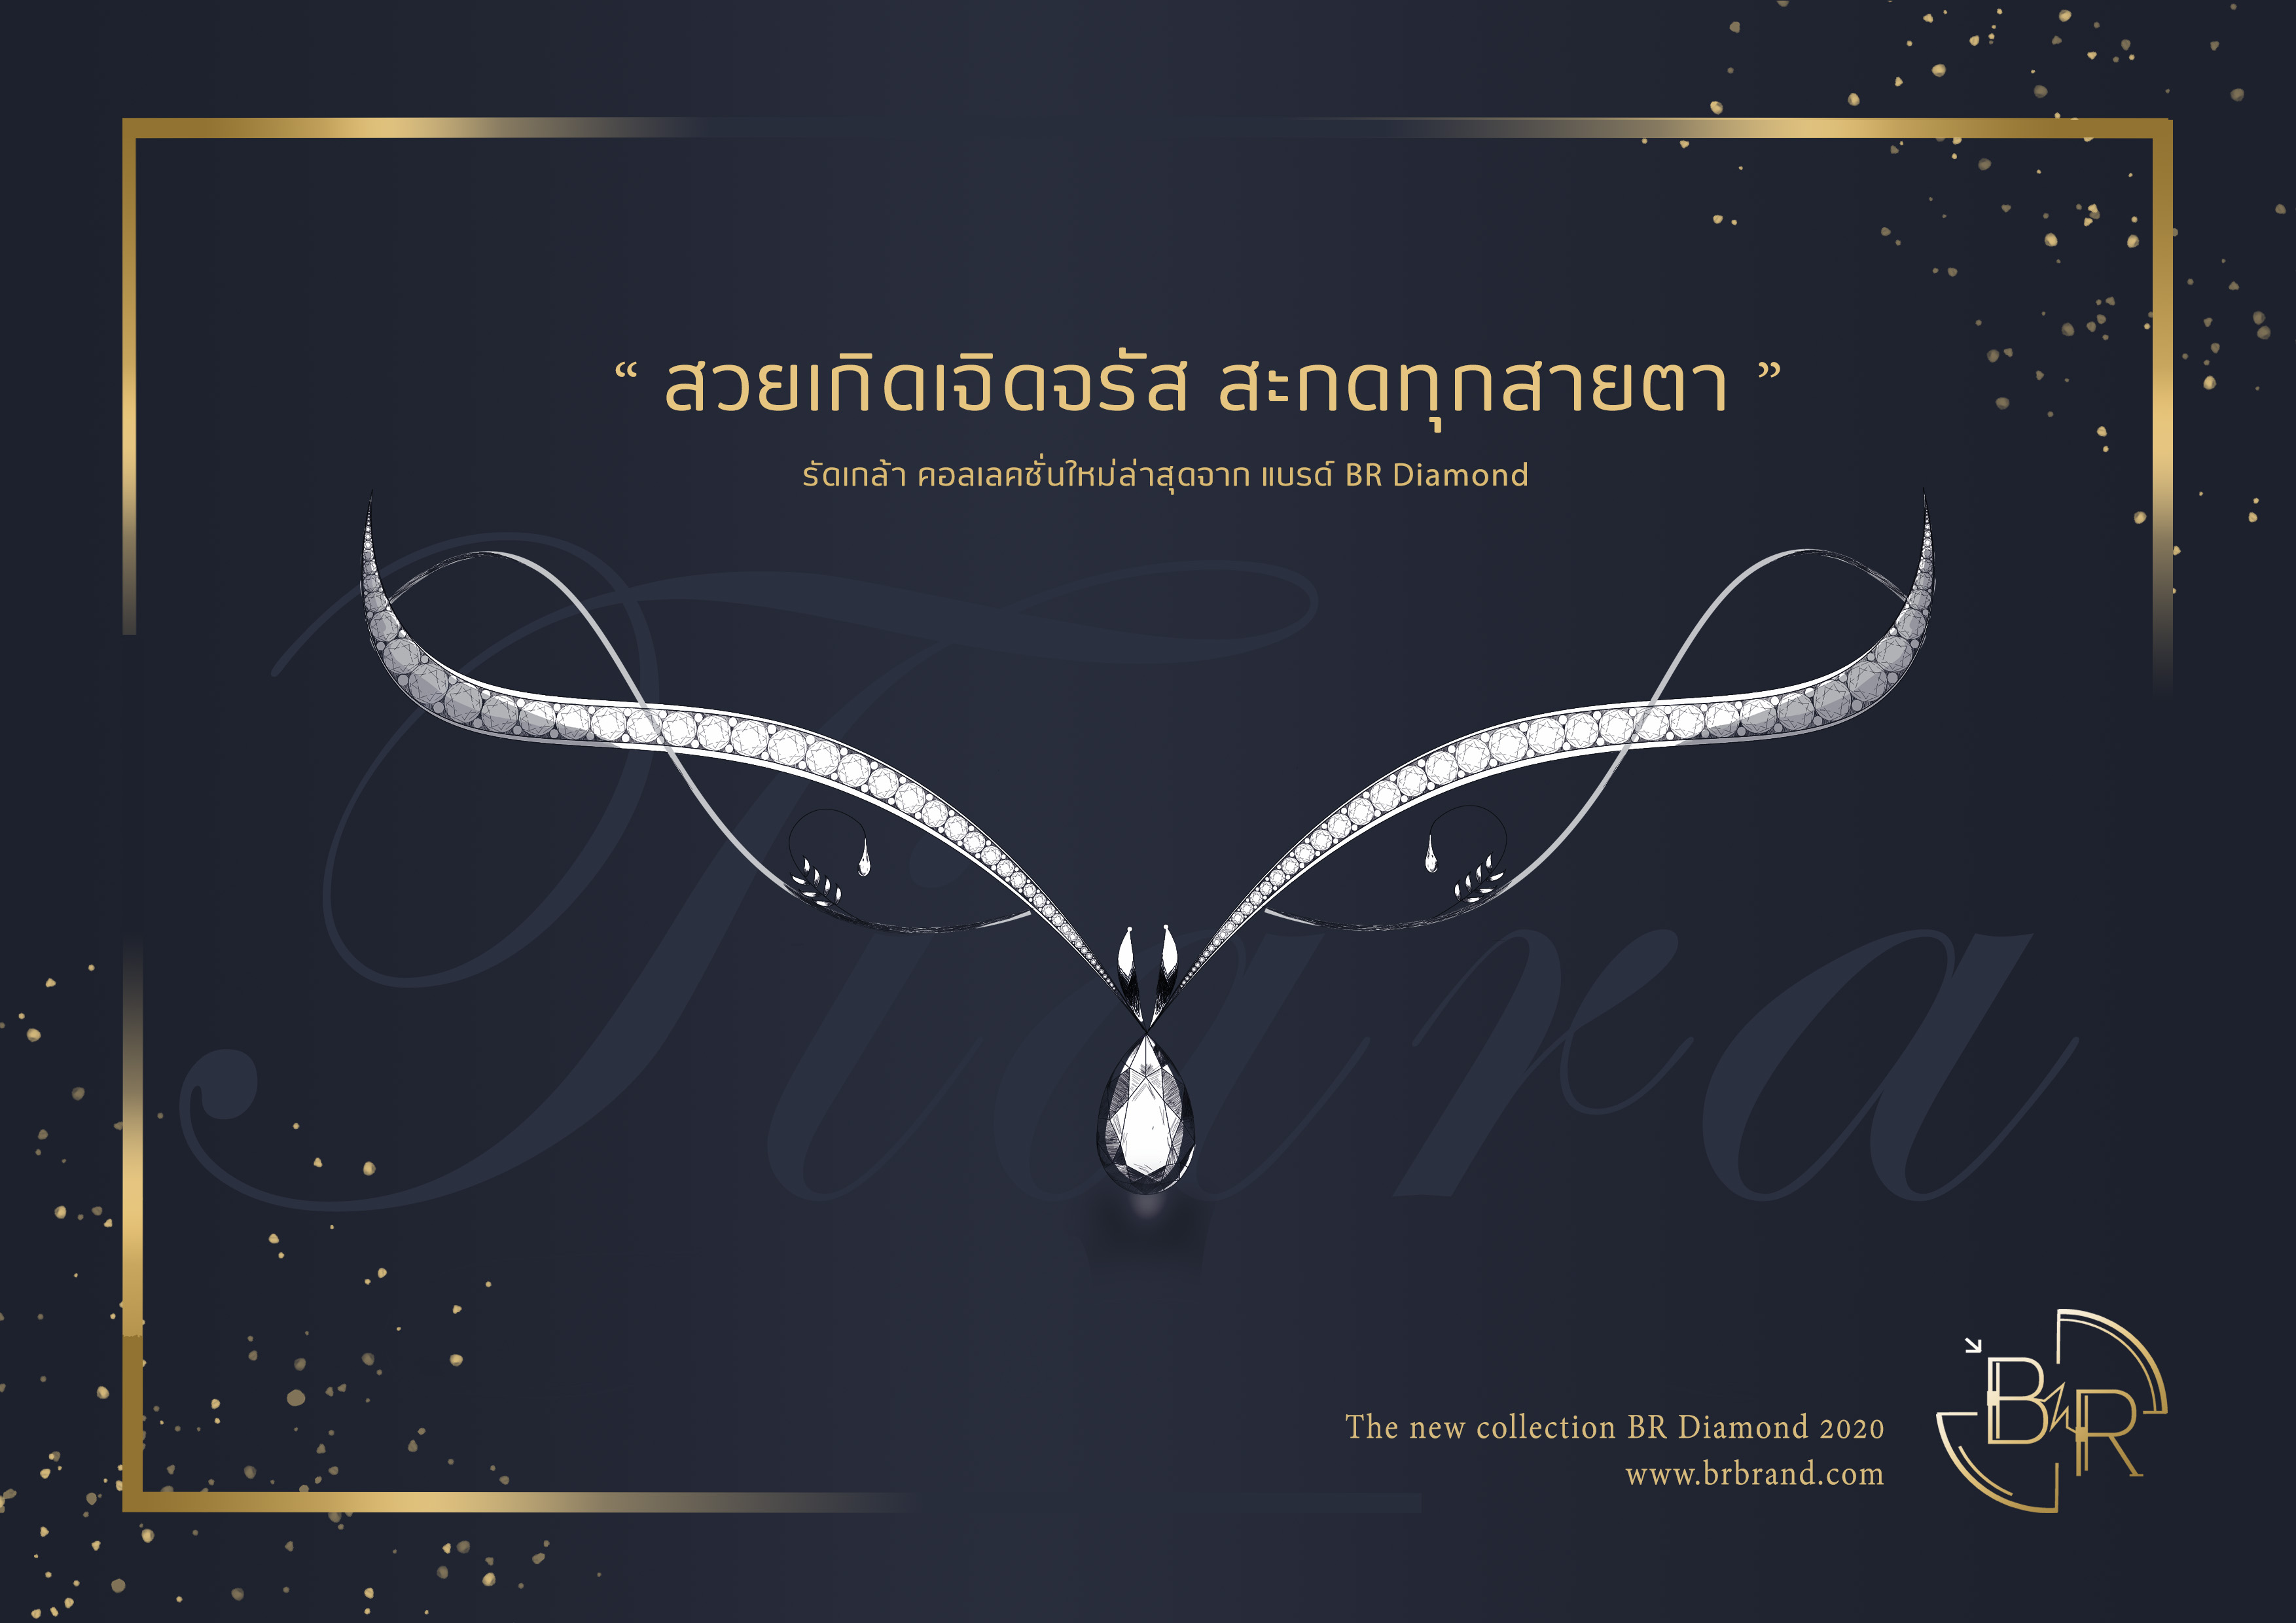 “ สวยเกิดเจิดจรัส สะกดทุกสายตา ”
รัดเกล้า คอลเลคชั่นใหม่ล่าสุดจาก แบรด์ BR Diamond
Tiara
The new collection BR Diamond 2020
www.brbrand.com
BR